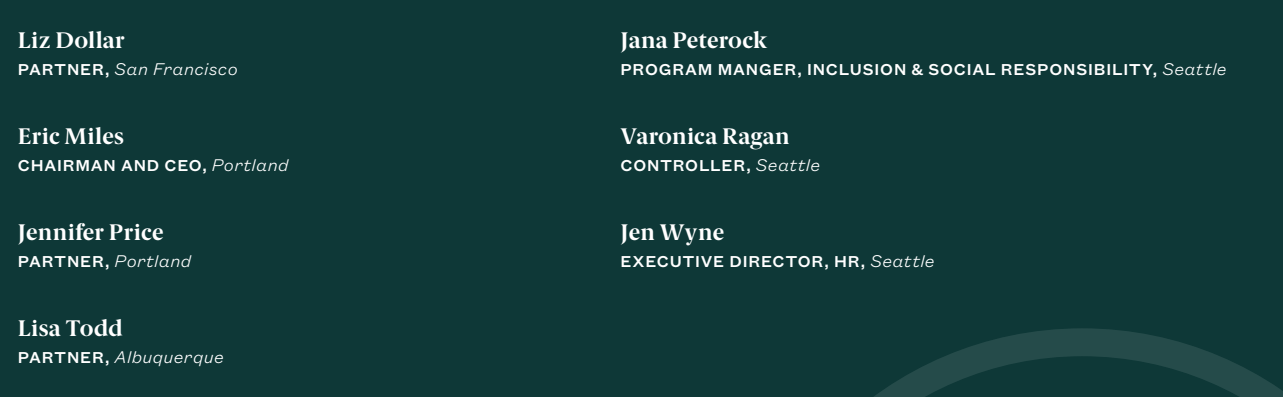 Liz Dollar
PARTNER, San Francisco
Eric Miles
CHAIRMAN AND CEO, Portland
Jennifer Price
PARTNER, Portland
Lisa Todd
PARTNER, Albuquerque
Jana Peterock
PROGRAM MANGER, INCLUSION & SOCIAL RESPONSIBILITY, Seattle
Varonica Ragan
CONTROLLER, Seattle
Jen Wyne
EXECUTIVE DIRECTOR, HR, Seattle